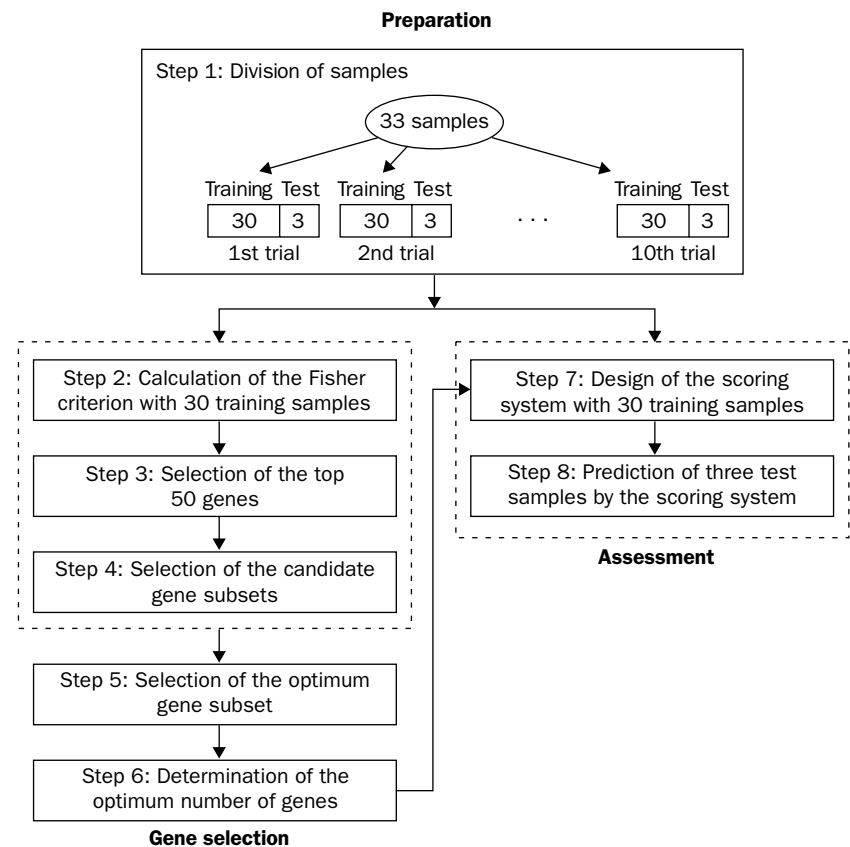 Preparation
Step 1: Division of samples
33 samples
Training Test Training Test Training Test
30 3 30 3 . . . 30 3
1st trial 2nd trial 10th trial
Step 2: Calculation of the Fisher
criterion with 30 training samples
Step 3: Selection of the top
50 genes
Step 4: Selection of the candidate
gene subsets
Step 5: Selection of the optimum
gene subset
Step 6: Determination of the
optimum number of genes
Gene selection
Step 7: Design of the scoring
system with 30 training samples
Step 8: Prediction of three test
samples by the scoring system
Assessment